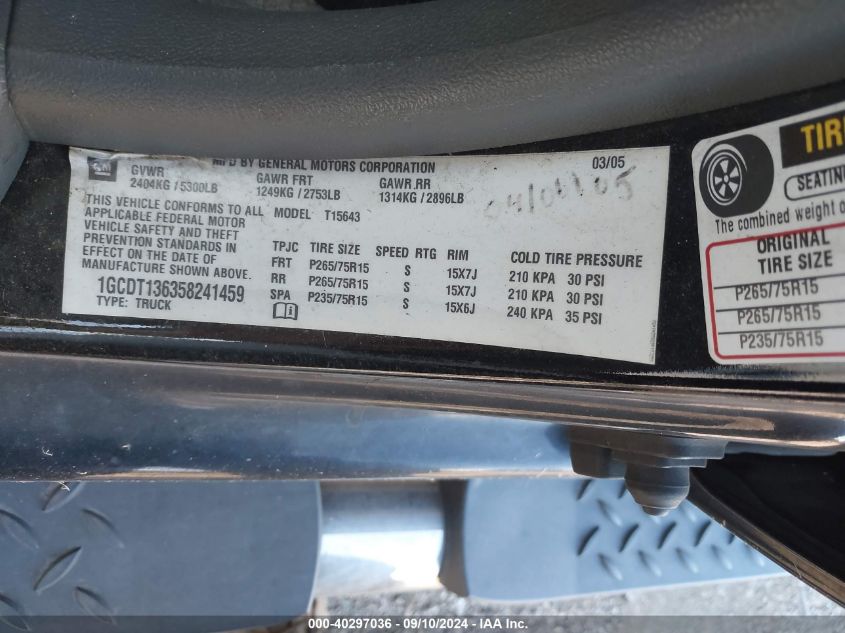 GM
MFD BY GENERAL MOTORS CORPORATION 03/05
GVWR GAWR FRT GAWR RR
2404KG / 5300LB 1249KG / 2753LB 1314KG / 2896LB
THIS VEHICLE CONFORMS TO ALL
APPLICABLE FEDERAL MOTOR
VEHICLE SAFETY AND THEFT
PREVENTION STANDARDS IN
EFFECT ON THE DATE OF
MANUFACTURE SHOWN ABOVE.
1GCDT136358241459
TYPE: TRUCK
MODEL T15643
TPJC TIRE SIZE SPEED RTG RIM COLD TIRE PRESSURE
FRT P265/75R15 S 15X7J 210 KPA 30 PSI
RR P265/75R15 S 15X7J 210 KPA 30 PSI
SPA P235/75R15 S 15X6J 240 KPA 35 PSI
TIRE
SEATING
The combined weight o
ORIGINAL
TIRE SIZE
P265/75R15
P265/75R15
P235/75R15
000-40297036 - 09/10/2024 - IAA Inc.